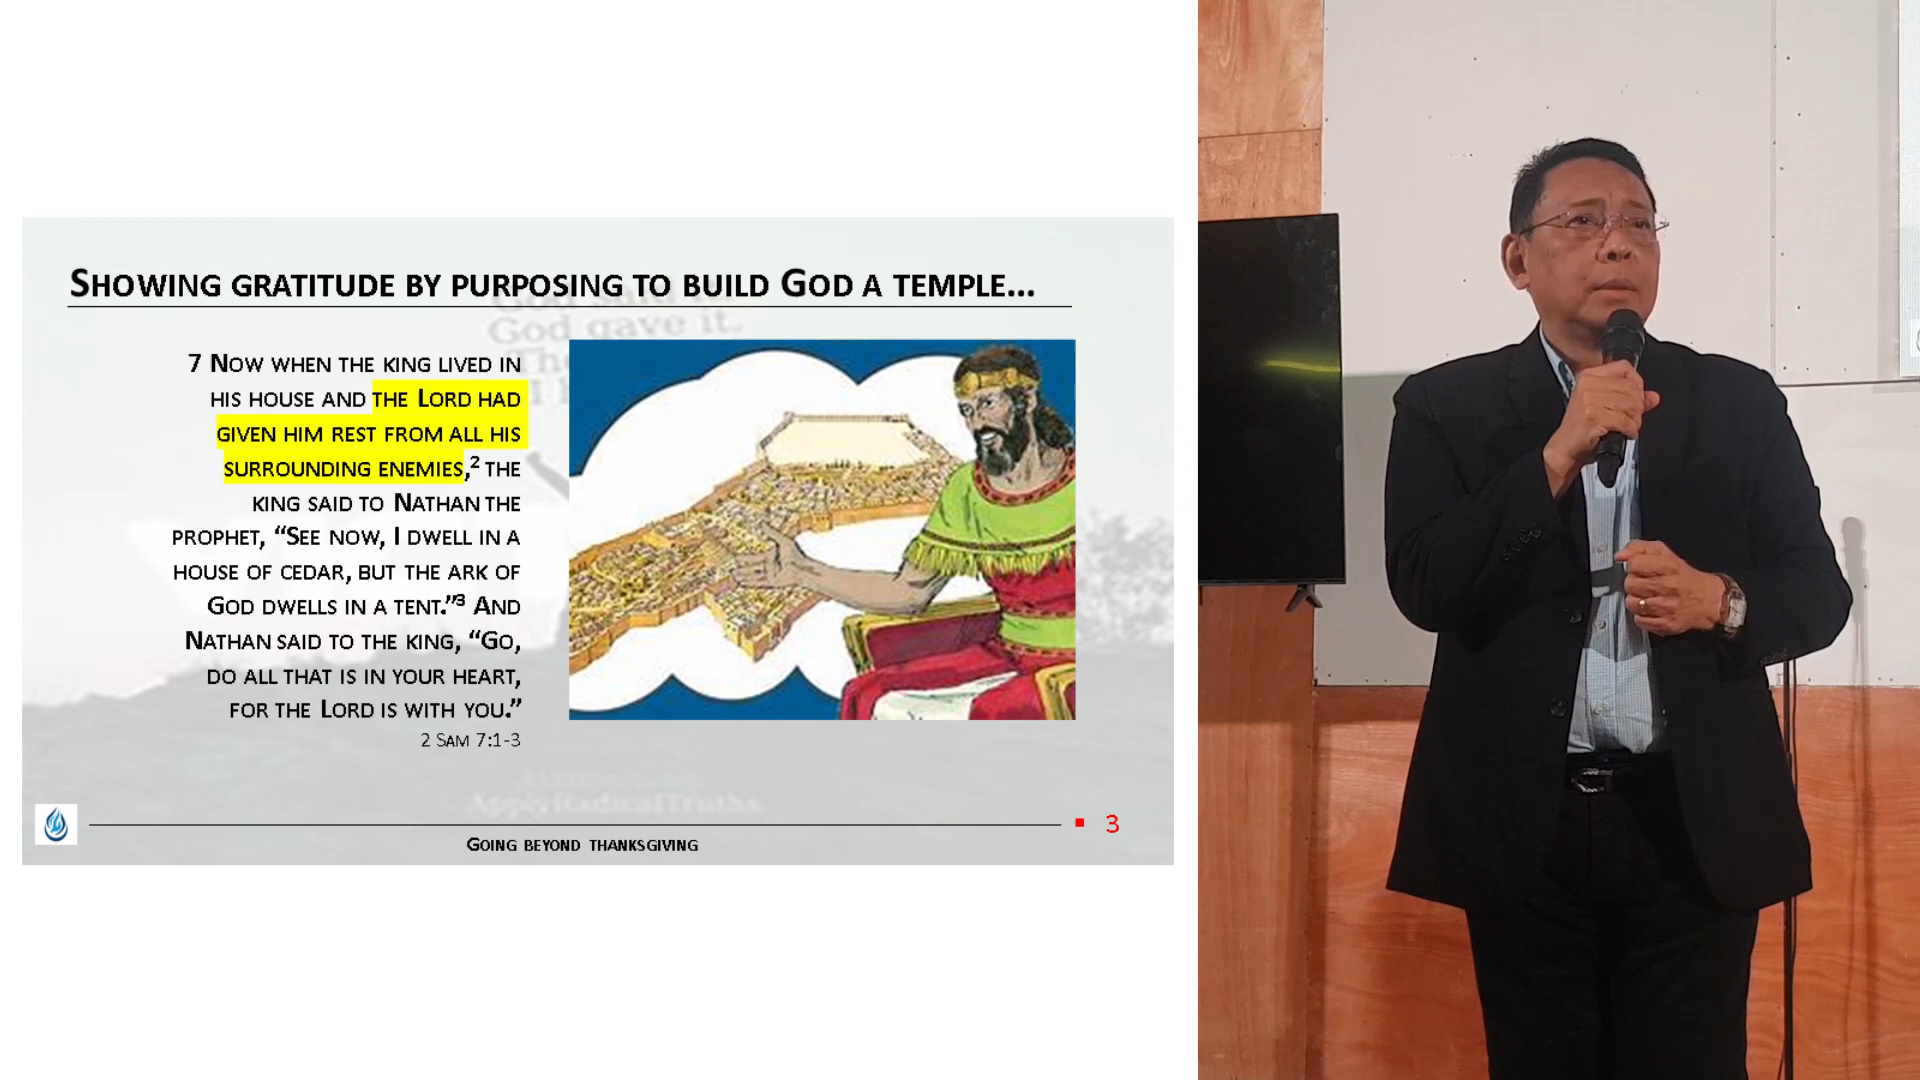 Showing gratitude by purposing to build God a temple...
God gave it.
7 Now when the king lived in
his house and the Lord had
given him rest from all his
surrounding enemies,² the
king said to Nathan the
prophet, “See now, I dwell in a
house of cedar, but the ark of
God dwells in a tent.”³ And
Nathan said to the king, “Go,
do all that is in your heart,
for the Lord is with you.”
2 Sam 7:1-3
ApplyRadicalTruths
▪ 3
Going beyond thanksgiving